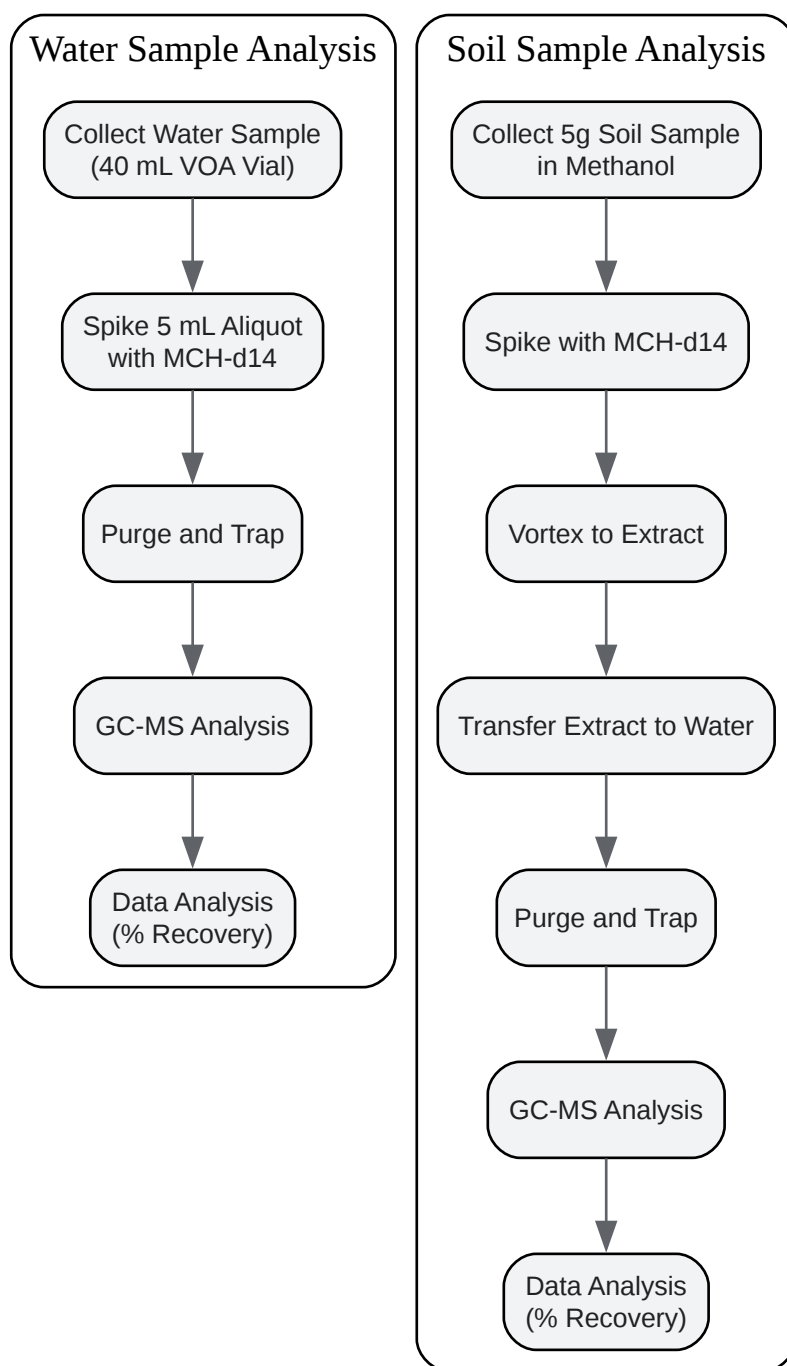 Water Sample Analysis
Collect Water Sample
(40 mL VOA Vial)
Spike 5 mL Aliquot
with MCH-d14
Purge and Trap
GC-MS Analysis
Data Analysis
(% Recovery)
Soil Sample Analysis
Collect 5g Soil Sample
in Methanol
Spike with MCH-d14
Vortex to Extract
Transfer Extract to Water
Purge and Trap
GC-MS Analysis
Data Analysis
(% Recovery)